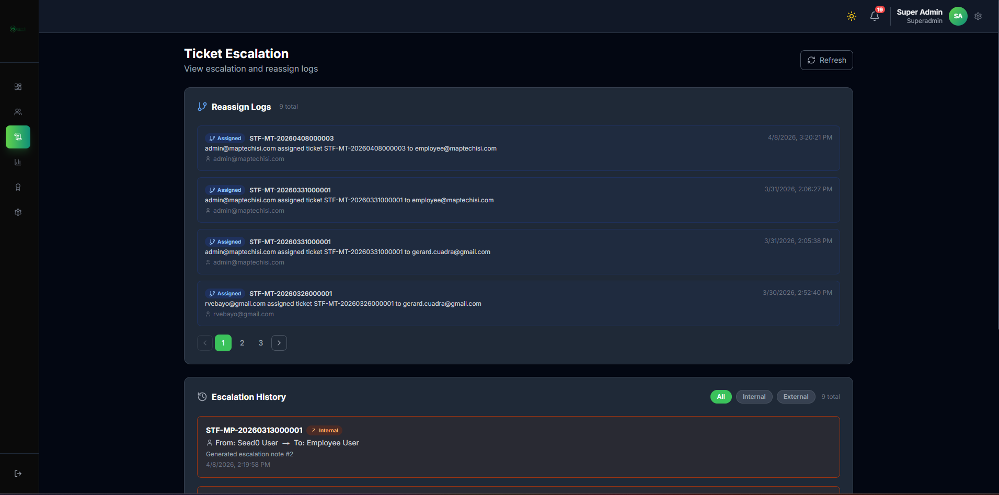 19
Super Admin
Superadmin
SA
Ticket Escalation
View escalation and reassign logs
Refresh
Reassign Logs 9 total
Assigned STF-MT-20260408000003 4/8/2026, 3:20:21 PM
admin@maptechisi.com assigned ticket STF-MT-20260408000003 to employee@maptechisi.com
admin@maptechisi.com
Assigned STF-MT-20260331000001 3/31/2026, 2:06:27 PM
admin@maptechisi.com assigned ticket STF-MT-20260331000001 to employee@maptechisi.com
admin@maptechisi.com
Assigned STF-MT-20260331000001 3/31/2026, 2:05:38 PM
admin@maptechisi.com assigned ticket STF-MT-20260331000001 to gerard.cuadra@gmail.com
admin@maptechisi.com
Assigned STF-MT-20260326000001 3/30/2026, 2:52:40 PM
rvebayo@gmail.com assigned ticket STF-MT-20260326000001 to gerard.cuadra@gmail.com
rvebayo@gmail.com
1 2 3
Escalation History All Internal External 9 total
STF-MP-20260313000001 Internal
From: Seed0 User → To: Employee User
Generated escalation note #2
4/8/2026, 2:19:58 PM